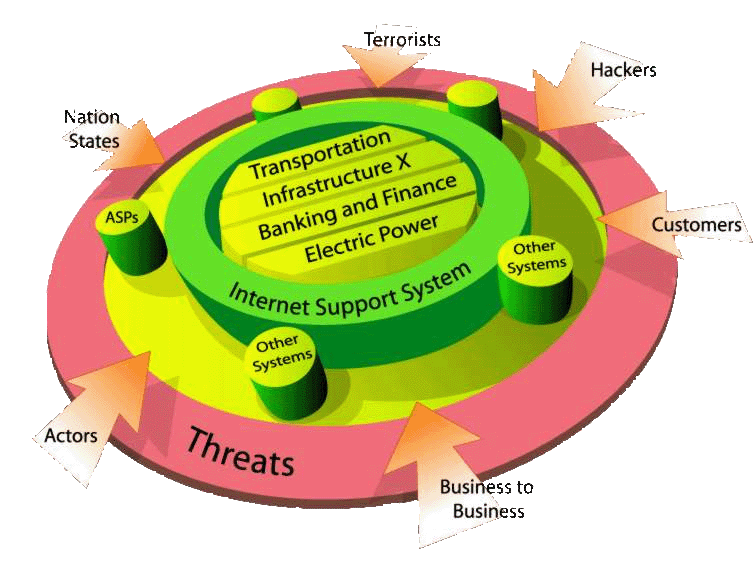 Terrorists
Hackers
Nation
States
Transportation
Infrastructure X
Banking and Finance
Electric Power
ASPs
Customers
Other
Systems
Internet Support System
Other
Systems
Actors
Threats
Business to
Business